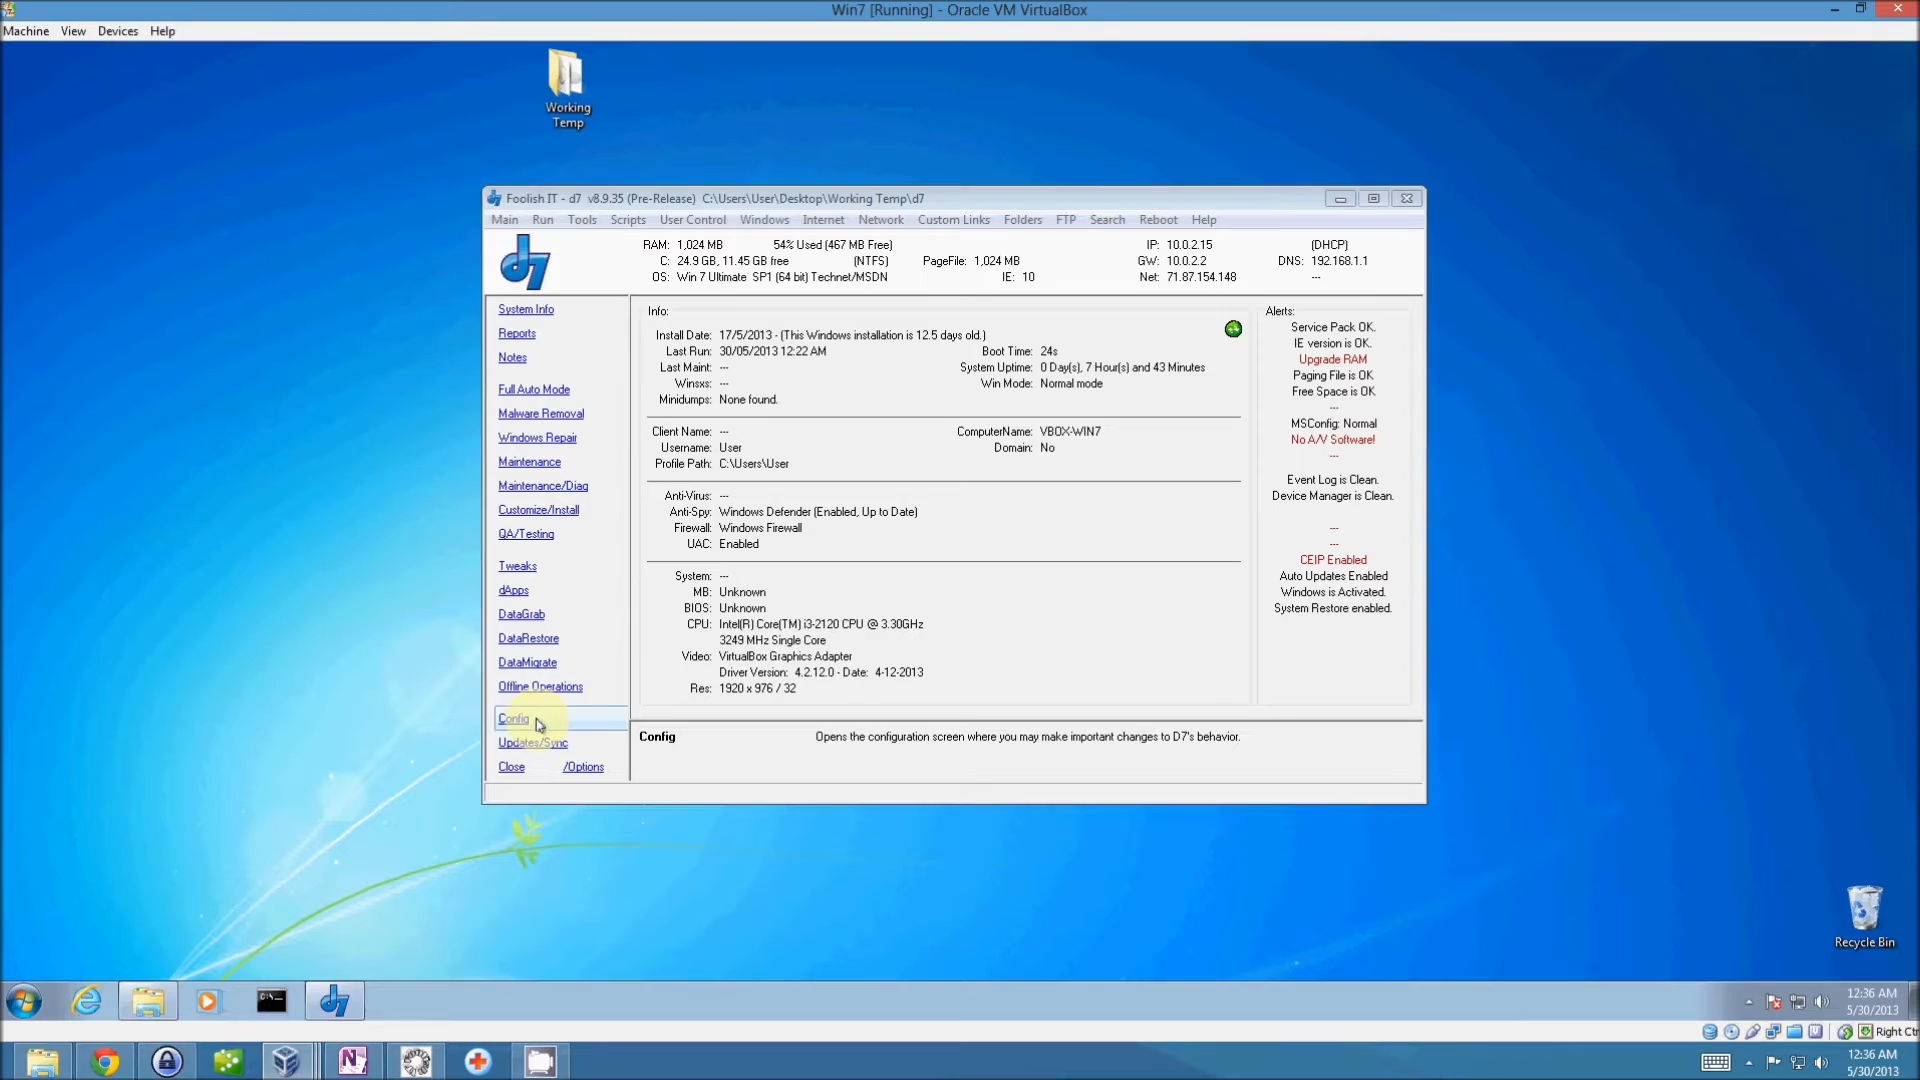 Win7 [Running] - Oracle VM VirtualBox
Machine View Devices Help
Working Temp
Foolish IT - d7 v8.9.35 (Pre-Release) C:\Users\User\Desktop\Working Temp\d7
Main Run Tools Scripts User Control Windows Internet Network Custom Links Folders FTP Search Reboot Help
d7
RAM: 1,024 MB 54% Used (467 MB Free) IP: 10.0.2.15 (DHCP)
C: 24.9 GB, 11.45 GB free (NTFS) PageFile: 1,024 MB GW: 10.0.2.2 DNS: 192.168.1.1
OS: Win 7 Ultimate SP1 (64 bit) Technet/MSDN IE: 10 Net: 71.87.154.148 ---
System Info
Reports
Notes
Full Auto Mode
Malware Removal
Windows Repair
Maintenance
Maintenance/Diag
Customize/Install
QA/Testing
Tweaks
dApps
DataGrab
DataRestore
DataMigrate
Offline Operations
Config
Updates/Sync
Close /Options
Info:
Install Date: 17/5/2013 - (This Windows installation is 12.5 days old.)
Last Run: 30/05/2013 12:22 AM Boot Time: 24s
Last Maint: --- System Uptime: 0 Day(s), 7 Hour(s) and 43 Minutes
Winsxs: --- Win Mode: Normal mode
Minidumps: None found.
Client Name: --- ComputerName: VBOX-WIN7
Username: User Domain: No
Profile Path: C:\Users\User
Anti-Virus: ---
Anti-Spy: Windows Defender (Enabled, Up to Date)
Firewall: Windows Firewall
UAC: Enabled
System: ---
MB: Unknown
BIOS: Unknown
CPU: Intel(R) Core(TM) i3-2120 CPU @ 3.30GHz
3249 MHz Single Core
Video: VirtualBox Graphics Adapter
Driver Version: 4.2.12.0 - Date: 4-12-2013
Res: 1920 x 976 / 32
Alerts:
Service Pack OK.
IE version is OK.
Upgrade RAM
Paging File is OK
Free Space is OK
---
MSConfig: Normal
No A/V Software!
---
Event Log is Clean.
Device Manager is Clean.
---
---
CEIP Enabled
Auto Updates Enabled
Windows is Activated.
System Restore enabled.
Config Opens the configuration screen where you may make important changes to D7's behavior.
Recycle Bin
12:36 AM
5/30/2013
Right Ctr
12:36 AM
5/30/2013